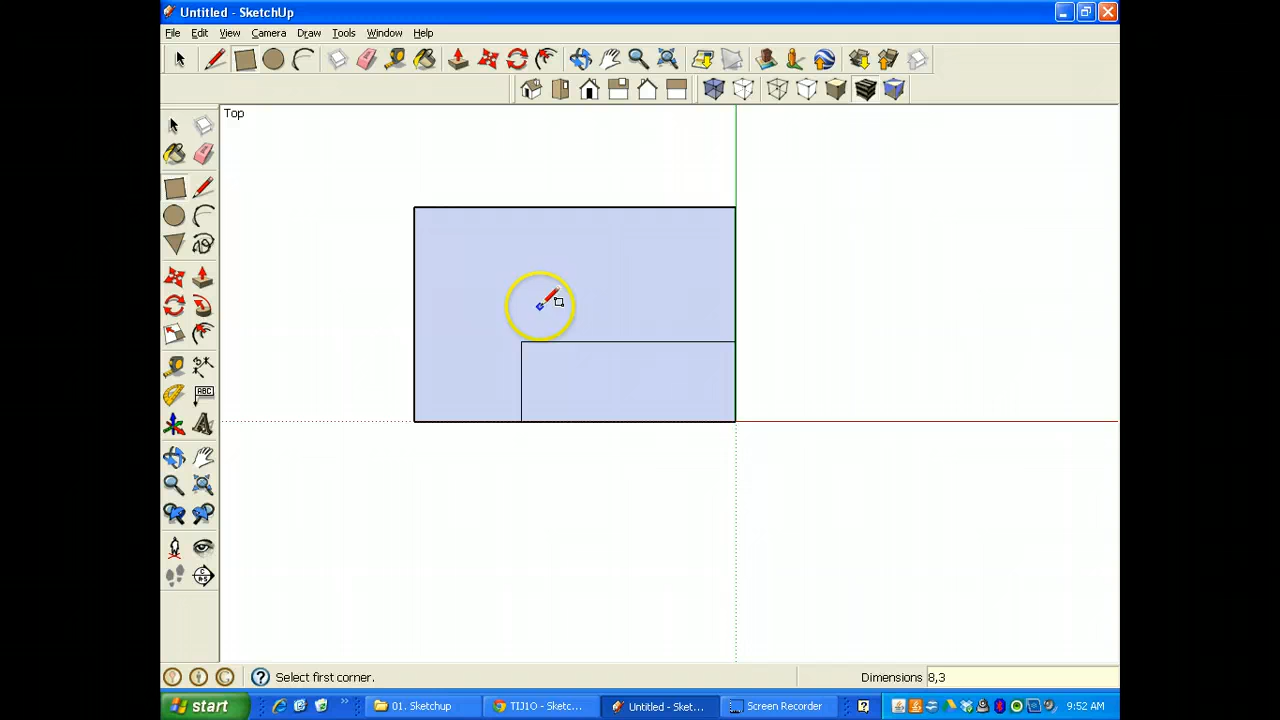 Untitled - SketchUp
File Edit View Camera Draw Tools Window Help
Top
ABC
Select first corner.
Dimensions 8,3
start
01. Sketchup
TIJ1O - Sketc...
Untitled - Sket...
Screen Recorder
9:52 AM